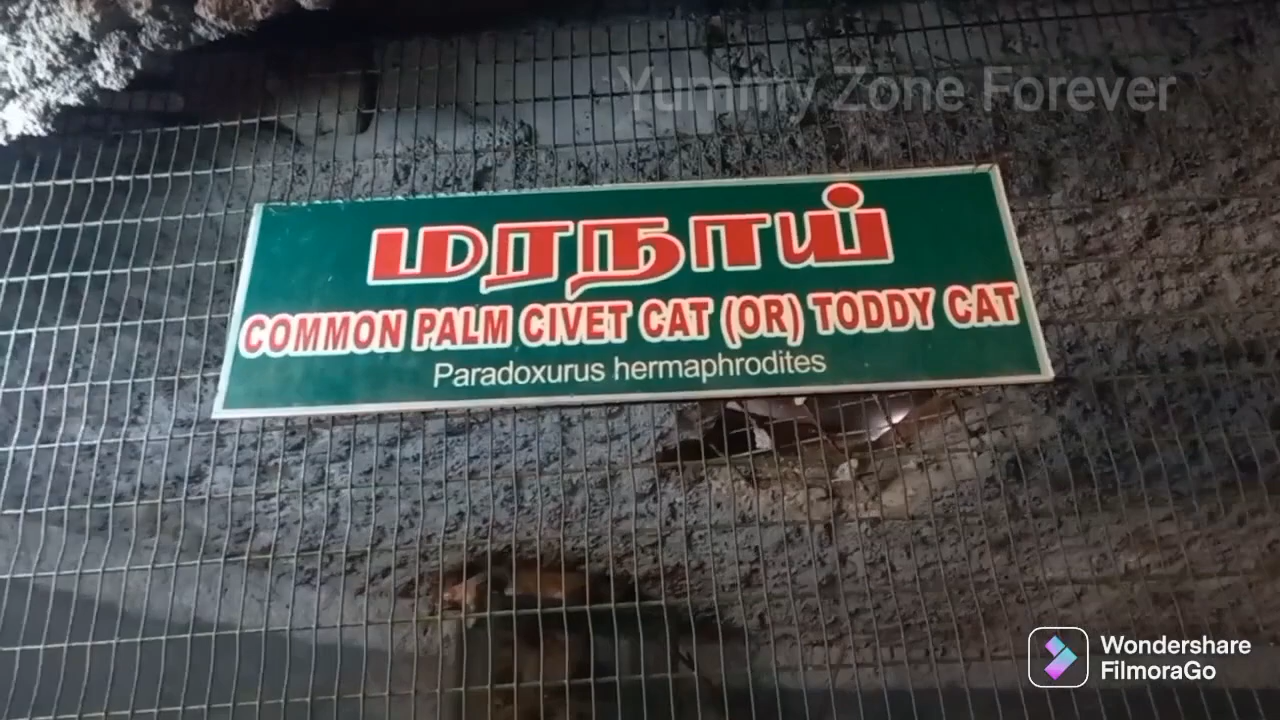 Yummy Zone Forever
மரநாய்
COMMON PALM CIVET CAT (OR) TODDY CAT
Paradoxurus hermaphrodites
Wondershare
FilmoraGo